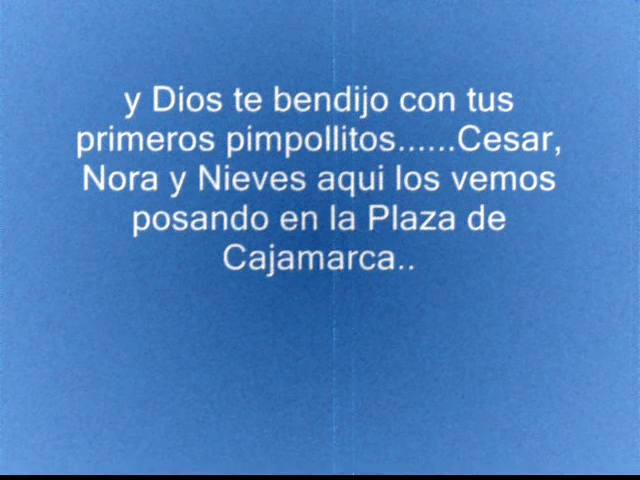 y Dios te bendijo con tus
primeros pimpollitos......Cesar,
Nora y Nieves aqui los vemos
posando en la Plaza de
Cajamarca..